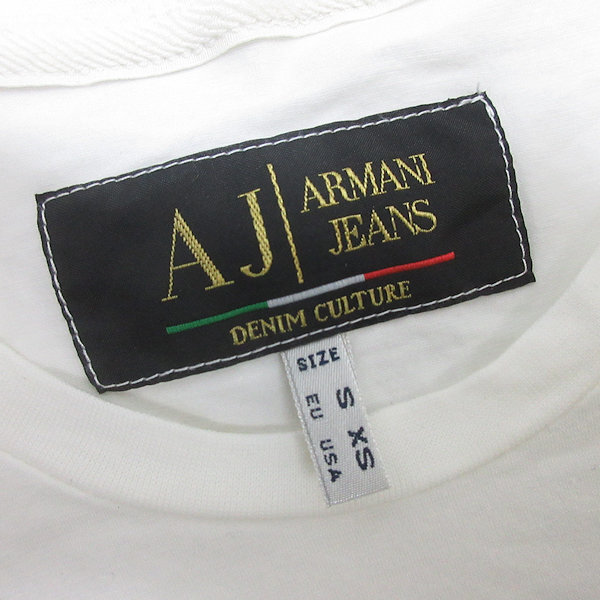 AJ
ARMANI
JEANS
DENIM CULTURE
SIZE
S XS
EU USA